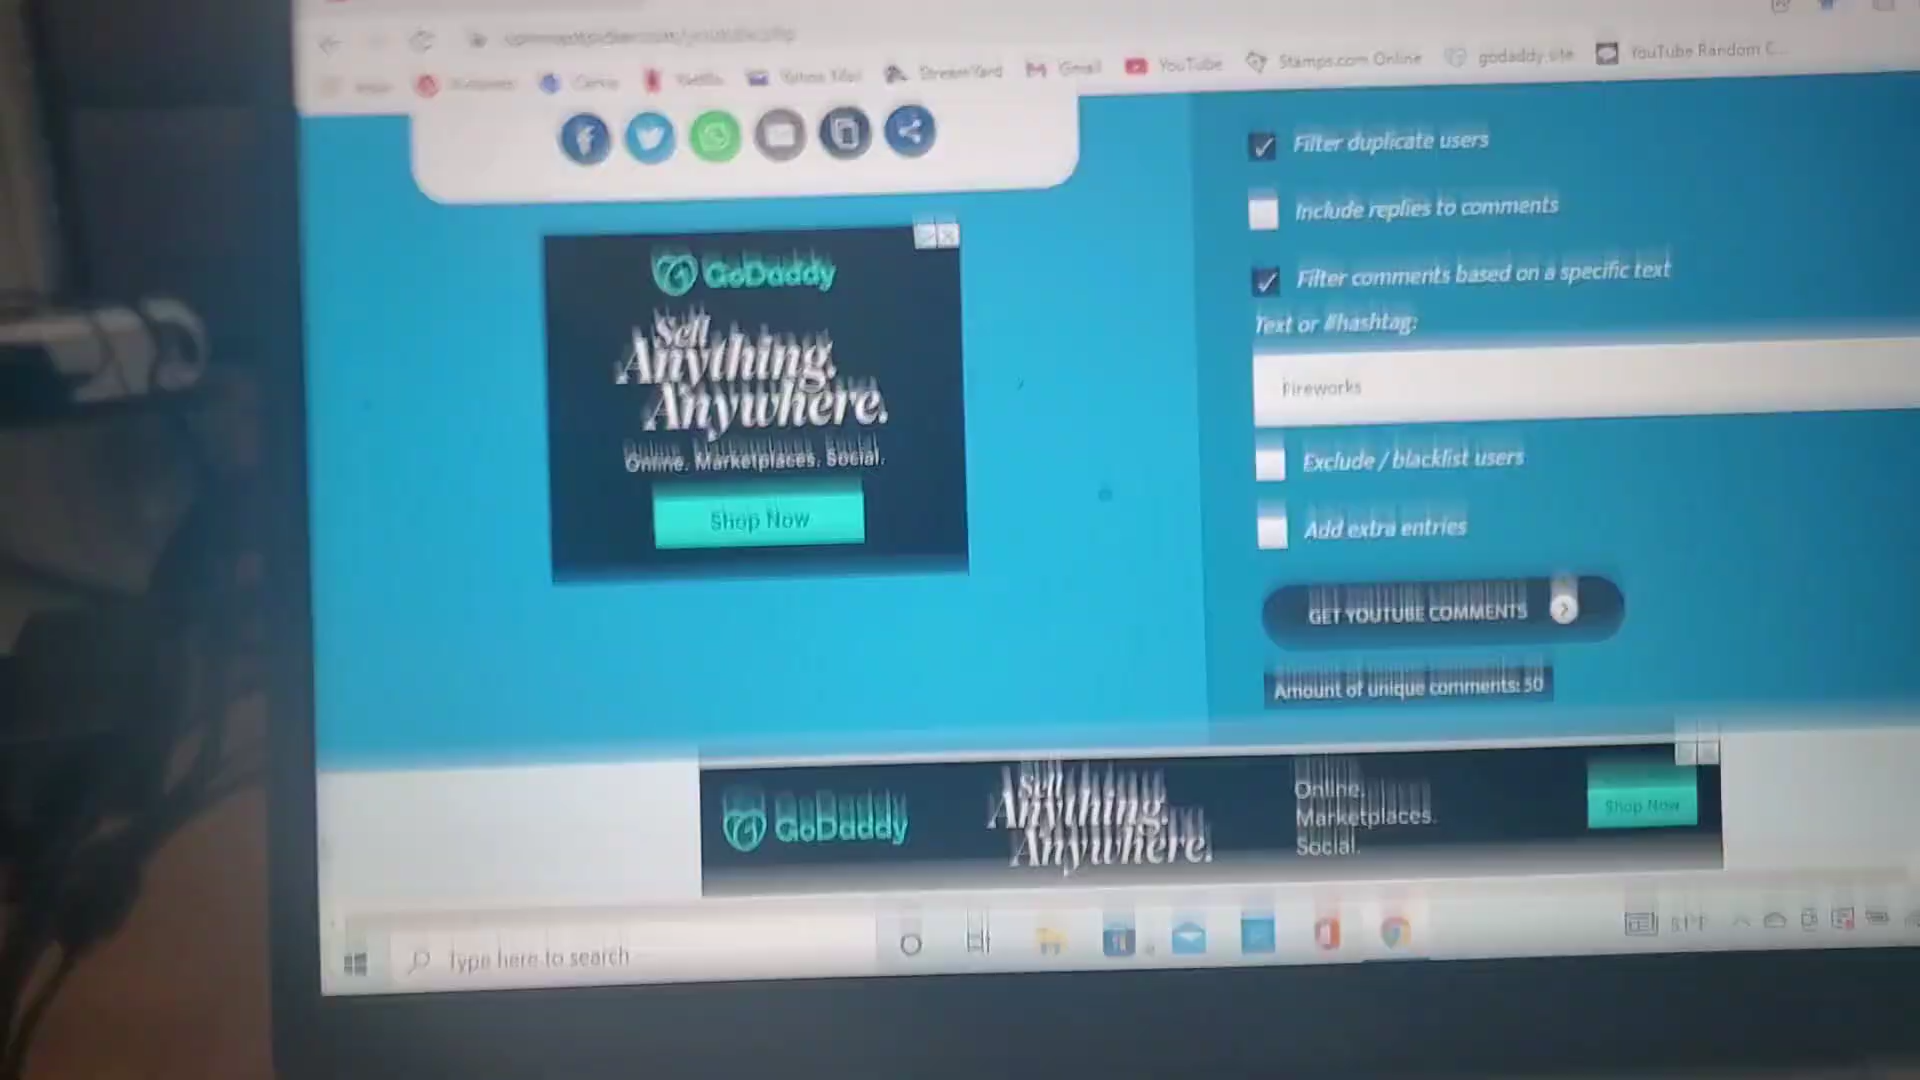 StreamYard
Gmail
YouTube
Stamps.com Online
godaddy site
YouTube Random C...
Filter duplicate users
Include replies to comments
Filter comments based on a specific text
Text or #hashtag:
Fireworks
Exclude / blacklist users
Add extra entries
GET YOUTUBE COMMENTS
Amount of unique comments: 50
GoDaddy
Sell
Anything.
Anywhere.
Online. Marketplaces. Social.
Shop Now
GoDaddy
Sell
Anything.
Anywhere.
Online.
Marketplaces.
Social.
Shop Now
Type here to search